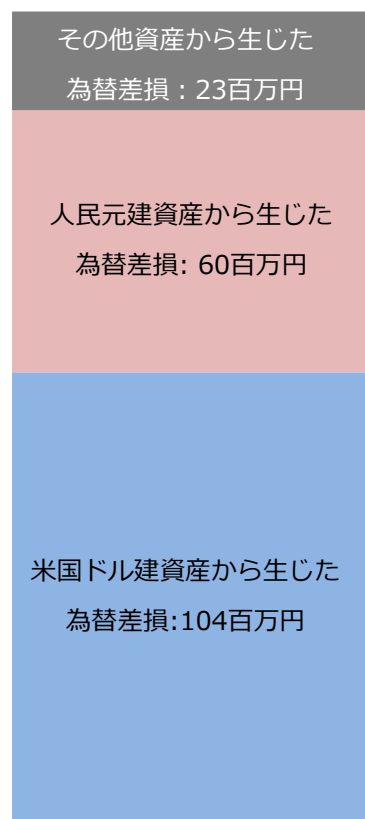 その他資産から生じた
為替差損：23百万円
人民元建資産から生じた
為替差損: 60百万円
米国ドル建資産から生じた
為替差損:104百万円